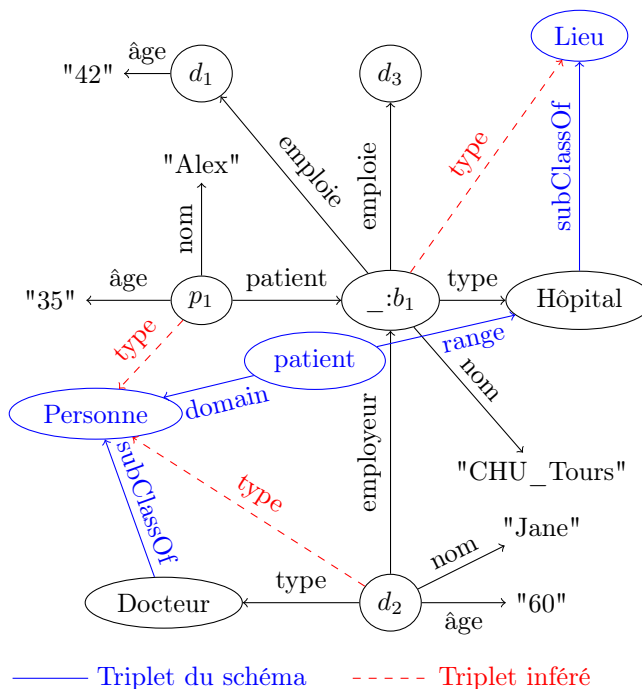 Lieu
âge
"42"
d1
d3
emploie
emploie
type
subClassOf
"Alex"
nom
âge
"35"
p1
patient
_:b1
type
Hôpital
type
patient
range
nom
Personne
domain
employeur
"CHU_Tours"
subClassOf
type
"Jane"
nom
type
Docteur
d2
âge
"60"
Triplet du schéma
Triplet inféré